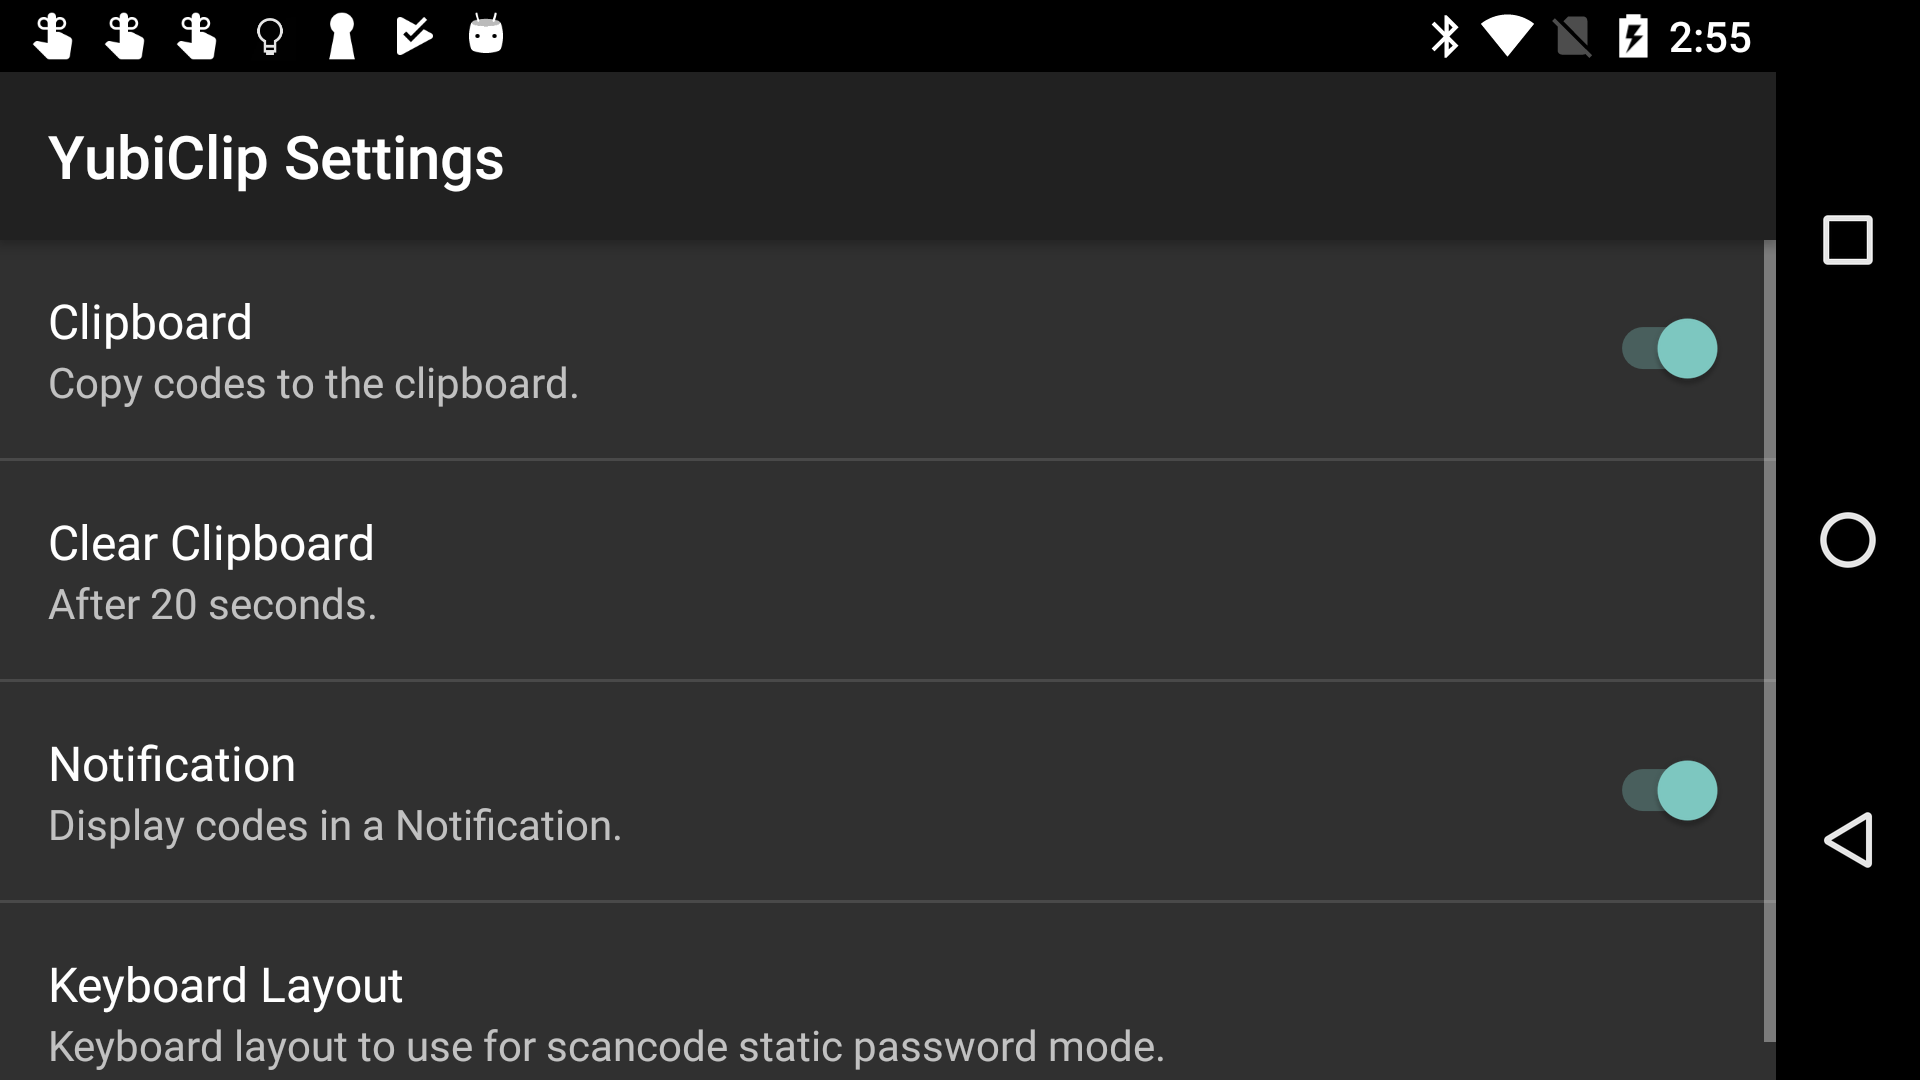 2:55
YubiClip Settings
Clipboard
Copy codes to the clipboard.
Clear Clipboard
After 20 seconds.
Notification
Display codes in a Notification.
Keyboard Layout
Keyboard layout to use for scancode static password mode.